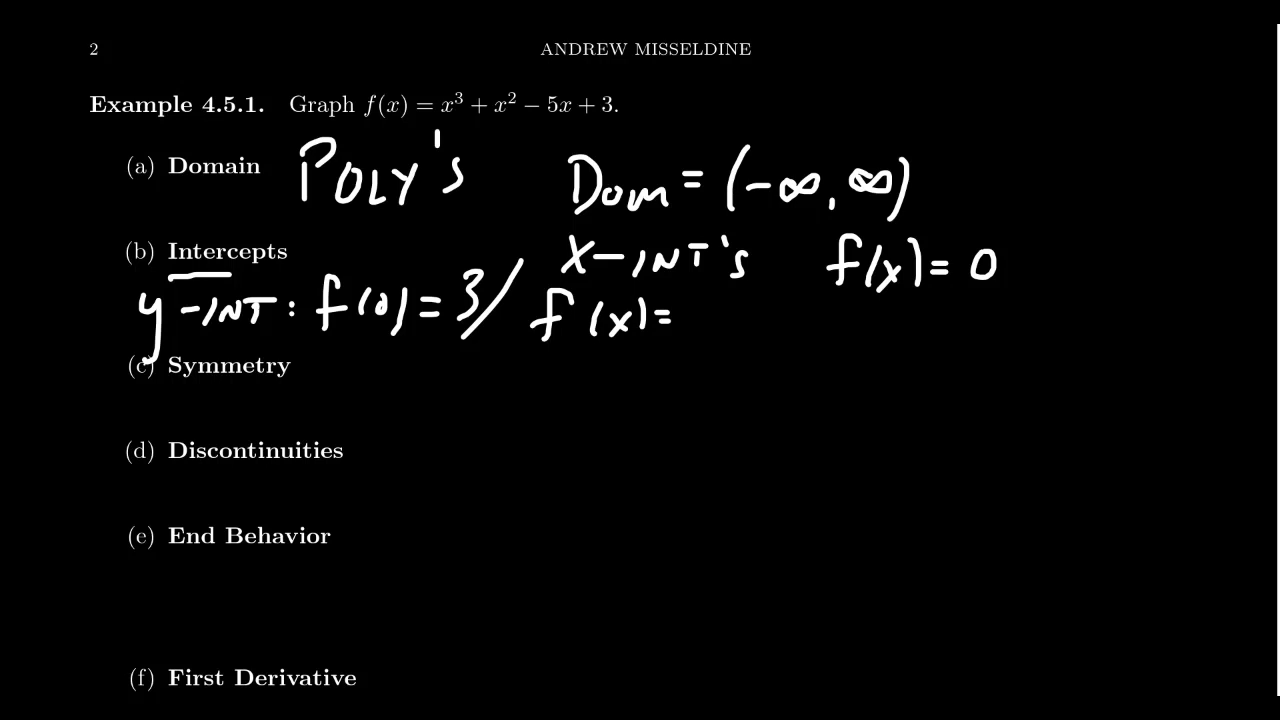 2 ANDREW MISSELDINE
Example 4.5.1. Graph f(x) = x³ + x² − 5x + 3.
(a) Domain POLY's Dom = (-∞, ∞)
(b) Intercepts X-INT's f(x) = 0
y-INT: f(0) = 3/ f(x) =
(c) Symmetry
(d) Discontinuities
(e) End Behavior
(f) First Derivative